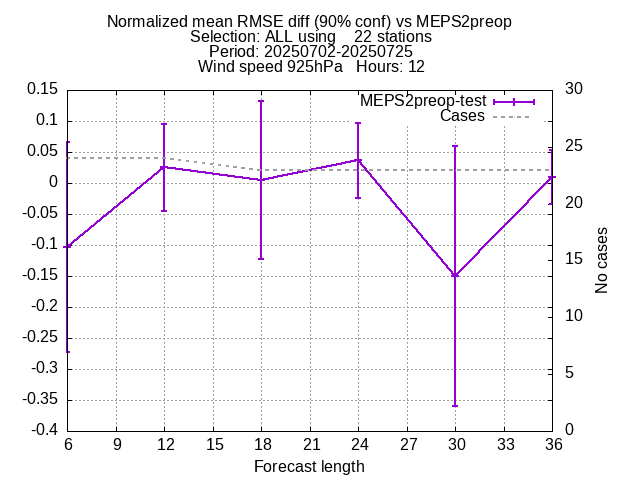 Normalized mean RMSE diff (90% conf) vs MEPS2preop
Selection: ALL using    22 stations
Period: 20250702-20250725
Wind speed 925hPa   Hours: 12
MEPS2preop-test
Cases
0.15
0.1
0.05
0
-0.05
-0.1
-0.15
-0.2
-0.25
-0.3
-0.35
-0.4
30
25
20
15
10
5
0
No cases
6 9 12 15 18 21 24 27 30 33 36
Forecast length